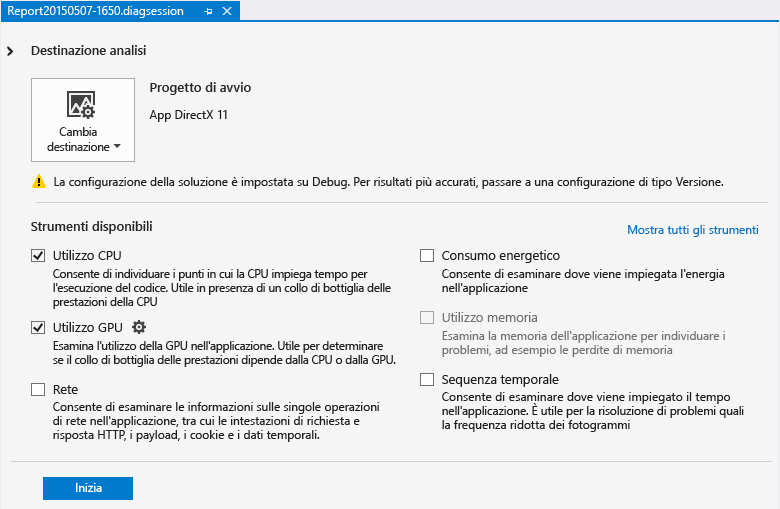 Report20150507-1650.diagsession
Destinazione analisi
Cambia
destinazione
Progetto di avvio
App DirectX 11
La configurazione della soluzione è impostata su Debug. Per risultati più accurati, passare a una configurazione di tipo Versione.
Strumenti disponibili
Mostra tutti gli strumenti
Utilizzo CPU
Consente di individuare i punti in cui la CPU impiega tempo per
l'esecuzione del codice. Utile in presenza di un collo di bottiglia delle
prestazioni della CPU
Utilizzo GPU
Esamina l'utilizzo della GPU nell'applicazione. Utile per determinare
se il collo di bottiglia delle prestazioni dipende dalla CPU o dalla GPU.
Rete
Consente di esaminare le informazioni sulle singole operazioni
di rete nell'applicazione, tra cui le intestazioni di richiesta e
risposta HTTP, i payload, i cookie e i dati temporali.
Consumo energetico
Consente di esaminare dove viene impiegata l'energia
nell'applicazione
Utilizzo memoria
Esamina la memoria dell'applicazione per individuare i
problemi, ad esempio le perdite di memoria
Sequenza temporale
Consente di esaminare dove viene impiegato il tempo
nell'applicazione. È utile per la risoluzione di problemi quali
la frequenza ridotta dei fotogrammi
Inizia